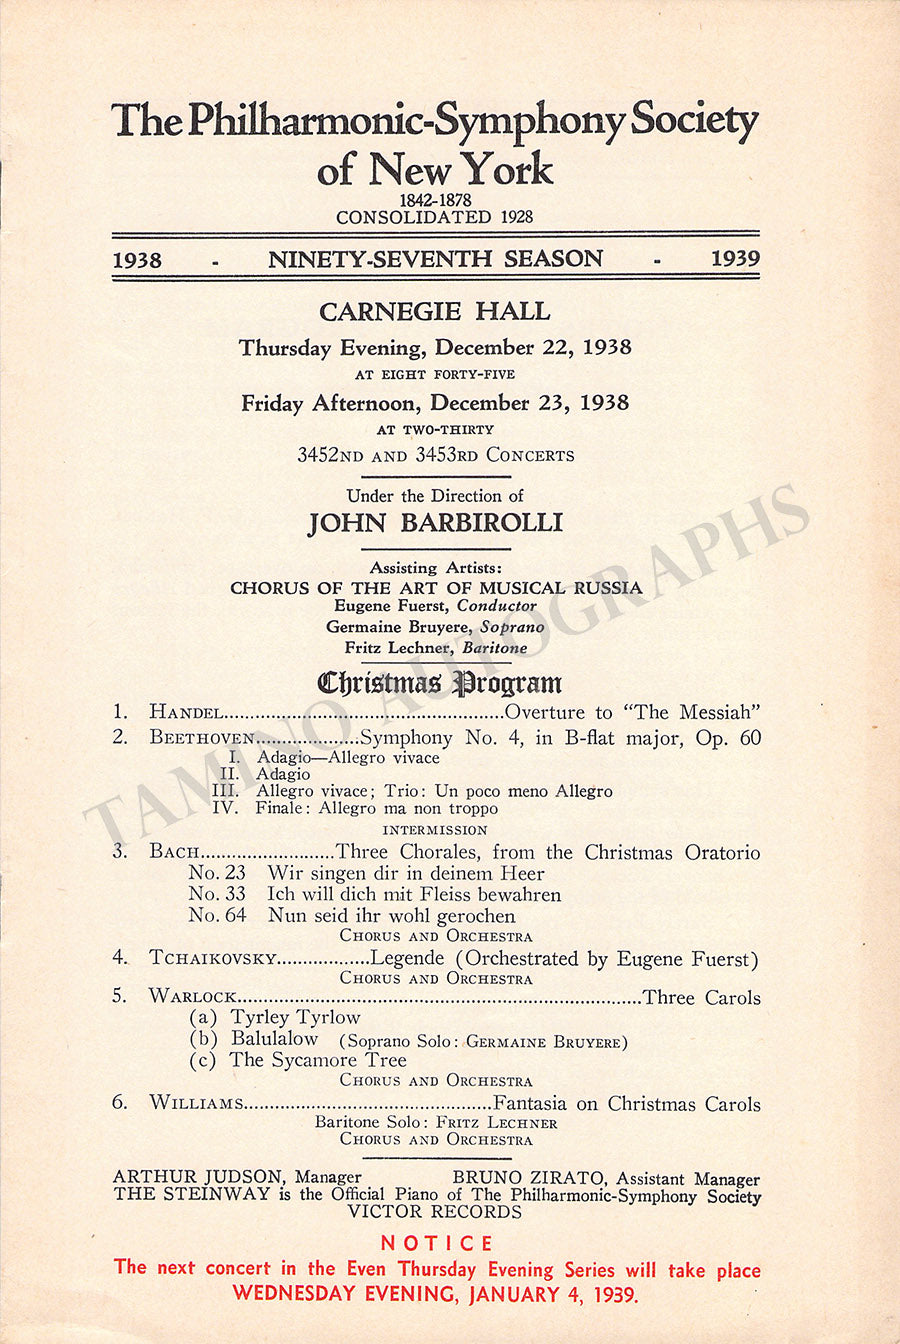 The Philharmonic-Symphony Society
of New York
1842-1878
CONSOLIDATED 1928
1938 - NINETY-SEVENTH SEASON - 1939
CARNEGIE HALL
Thursday Evening, December 22, 1938
AT EIGHT FORTY-FIVE
Friday Afternoon, December 23, 1938
AT TWO-THIRTY
3452ND AND 3453RD CONCERTS
Under the Direction of
JOHN BARBIROLLI
Assisting Artists:
CHORUS OF THE ART OF MUSICAL RUSSIA
Eugene Fuerst, Conductor
Germaine Bruyere, Soprano
Fritz Lechner, Baritone
Christmas Program
1. HANDEL..........Overture to "The Messiah"
2. BEETHOVEN..........Symphony No. 4, in B-flat major, Op. 60
I. Adagio—Allegro vivace
II. Adagio
III. Allegro vivace; Trio: Un poco meno Allegro
IV. Finale: Allegro ma non troppo
INTERMISSION
3. BACH..........Three Chorales, from the Christmas Oratorio
No. 23 Wir singen dir in deinem Heer
No. 33 Ich will dich mit Fleiss bewahren
No. 64 Nun seid ihr wohl gerochen
CHORUS AND ORCHESTRA
4. TCHAIKOVSKY..........Legende (Orchestrated by Eugene Fuerst)
CHORUS AND ORCHESTRA
5. WARLOCK..........Three Carols
(a) Tyrley Tyrlow
(b) Balulalow (Soprano Solo: GERMAINE BRUYERE)
(c) The Sycamore Tree
CHORUS AND ORCHESTRA
6. WILLIAMS..........Fantasia on Christmas Carols
Baritone Solo: FRITZ LECHNER
CHORUS AND ORCHESTRA
ARTHUR JUDSON, Manager BRUNO ZIRATO, Assistant Manager
THE STEINWAY is the Official Piano of The Philharmonic-Symphony Society
VICTOR RECORDS
NOTICE
The next concert in the Even Thursday Evening Series will take place
WEDNESDAY EVENING, JANUARY 4, 1939.
TAMINO AUTOGRAPHS